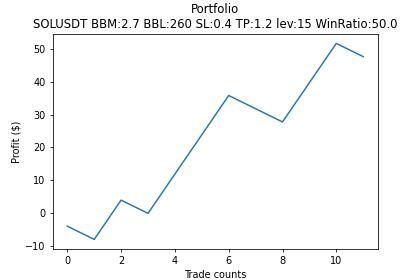 Portfolio
SOLUSDT BBM:2.7 BBL:260 SL:0.4 TP:1.2 lev:15 WinRatio:50.0
50
40
30
20
10
0
−10
Profit ($)
0 2 4 6 8 10
Trade counts